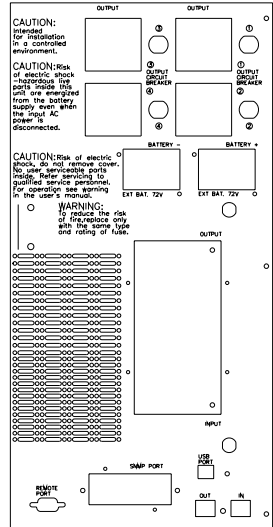 OUTPUT
OUTPUT
CAUTION:
Intended
for installation
in a controlled
environment.
CAUTION:Risk
of electric shock
-hazardous live
parts inside this
unit are energized
from the battery
supply even when
the input AC
power is
disconnected.
③
①
③
①
OUTPUT
CIRCUIT
BREAKER
OUTPUT
CIRCUIT
BREAKER
④
②
④
②
CAUTION:Risk of electric
shock, do not remove cover.
No user serviceable parts
inside. Refer servicing to
qualified service personnel.
For operation see warning
in the user's manual.
BATTERY -
BATTERY +
EXT BAT. 72V
EXT BAT. 72V
WARNING:
To reduce the risk
of fire,replace only
with the same type
and rating of fuse.
OUTPUT
INPUT
USB
PORT
SNMP PORT
REMOTE
PORT
OUT
IN